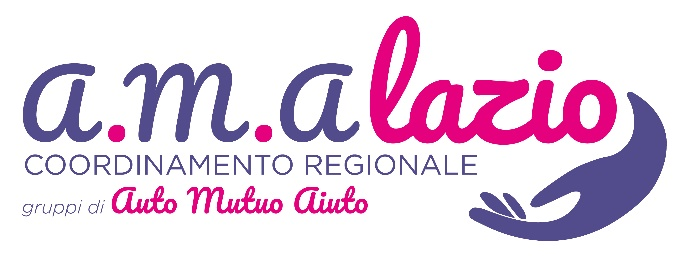 a.m.a lazio
COORDINAMENTO REGIONALE
gruppi di Auto Mutuo Aiuto